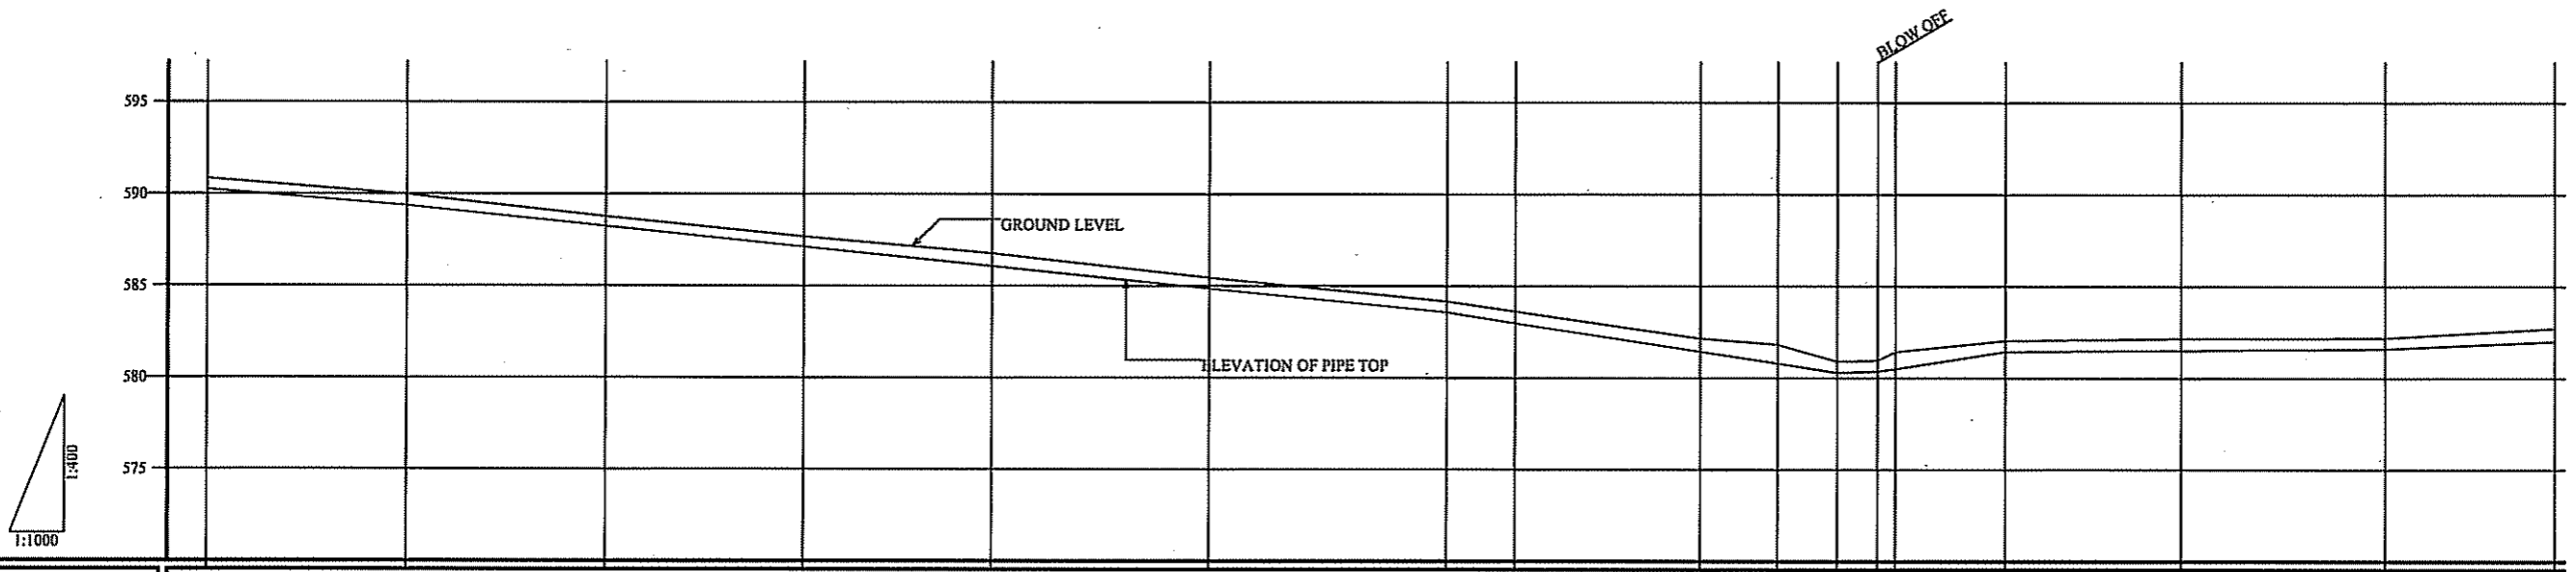 BLOW OFF
595
590
GROUND LEVEL
585
ELEVATION OF PIPE TOP
580
575
1:400
1:1000